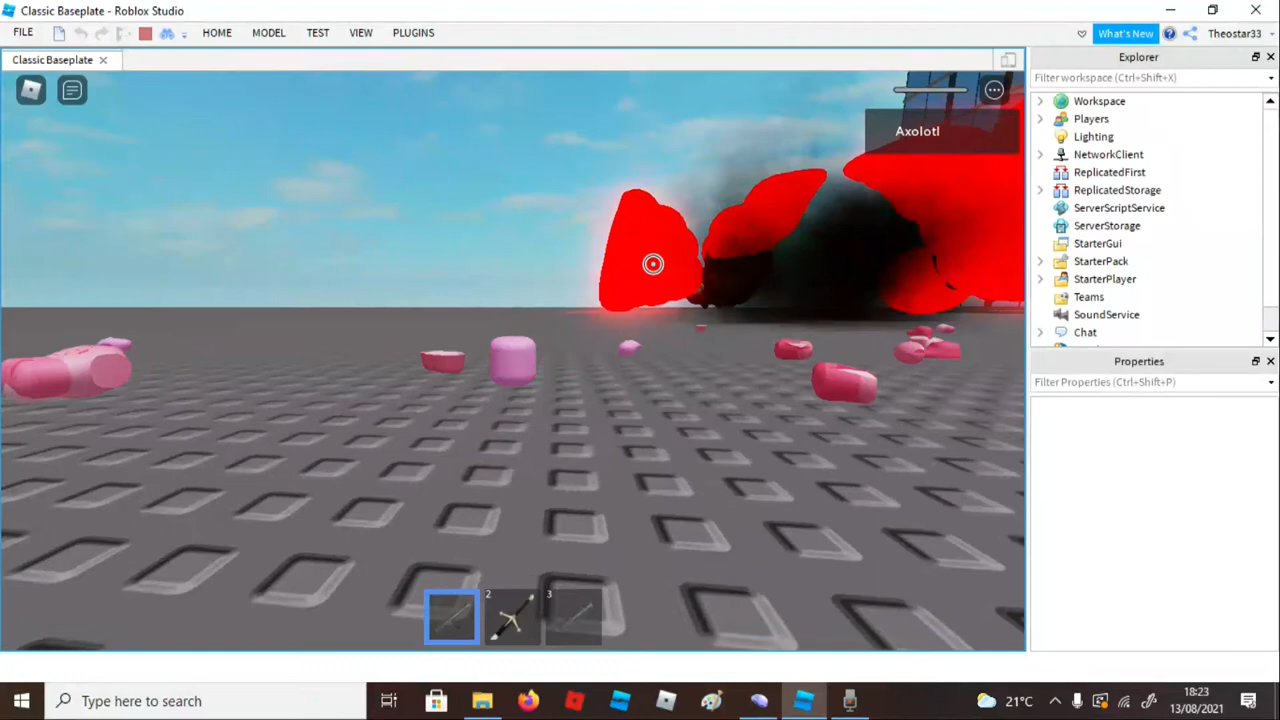 Classic Baseplate - Roblox Studio
FILE
HOME
MODEL
TEST
VIEW
PLUGINS
What's New
Theostar33
Classic Baseplate
Axolotl
2
3
Explorer
Filter workspace (Ctrl+Shift+X)
Workspace
Players
Lighting
NetworkClient
ReplicatedFirst
ReplicatedStorage
ServerScriptService
ServerStorage
StarterGui
StarterPack
StarterPlayer
Teams
SoundService
Chat
Properties
Filter Properties (Ctrl+Shift+P)
Type here to search
21°C
18:23
13/08/2021